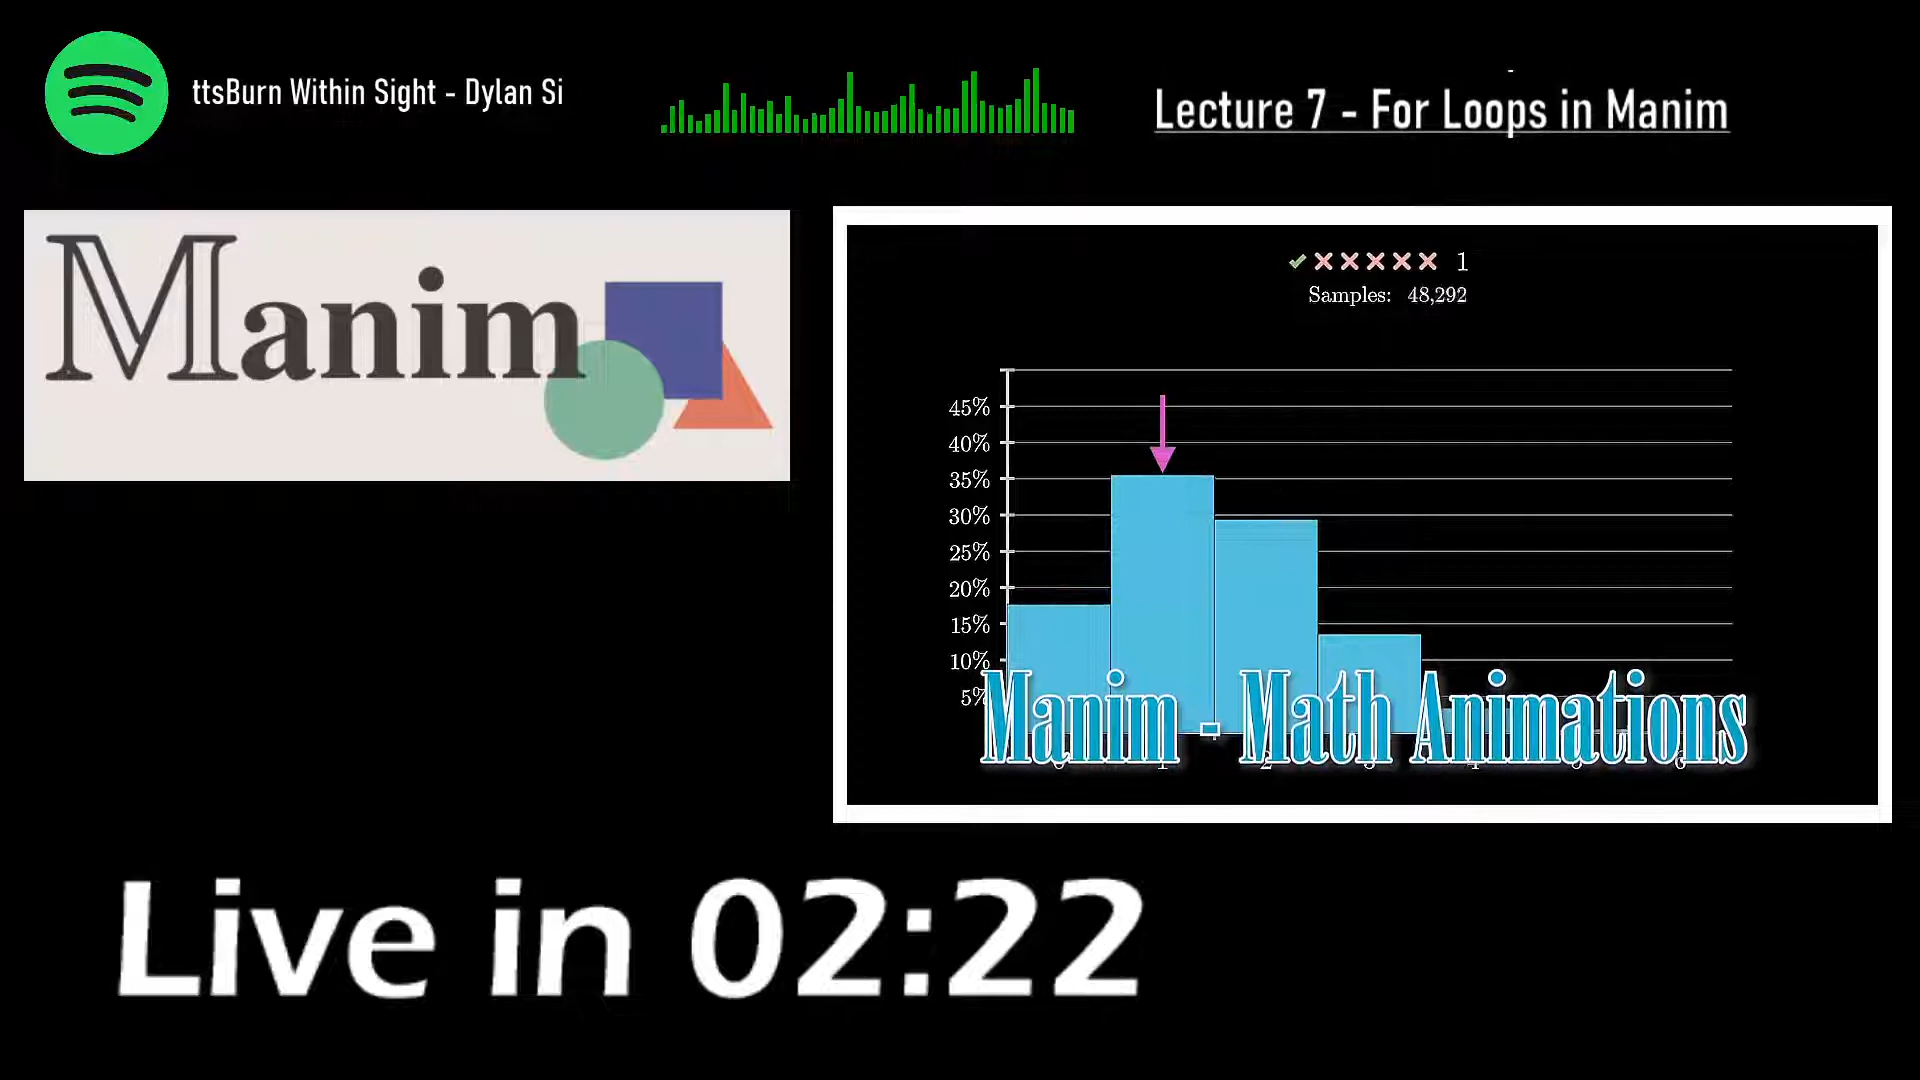 ttsBurn Within Sight - Dylan Si
Lecture 7 - For Loops in Manim
Manim
1
Samples: 48,292
45%
40%
35%
30%
25%
20%
15%
10%
5%
Manim - Math Animations
Live in 02:22